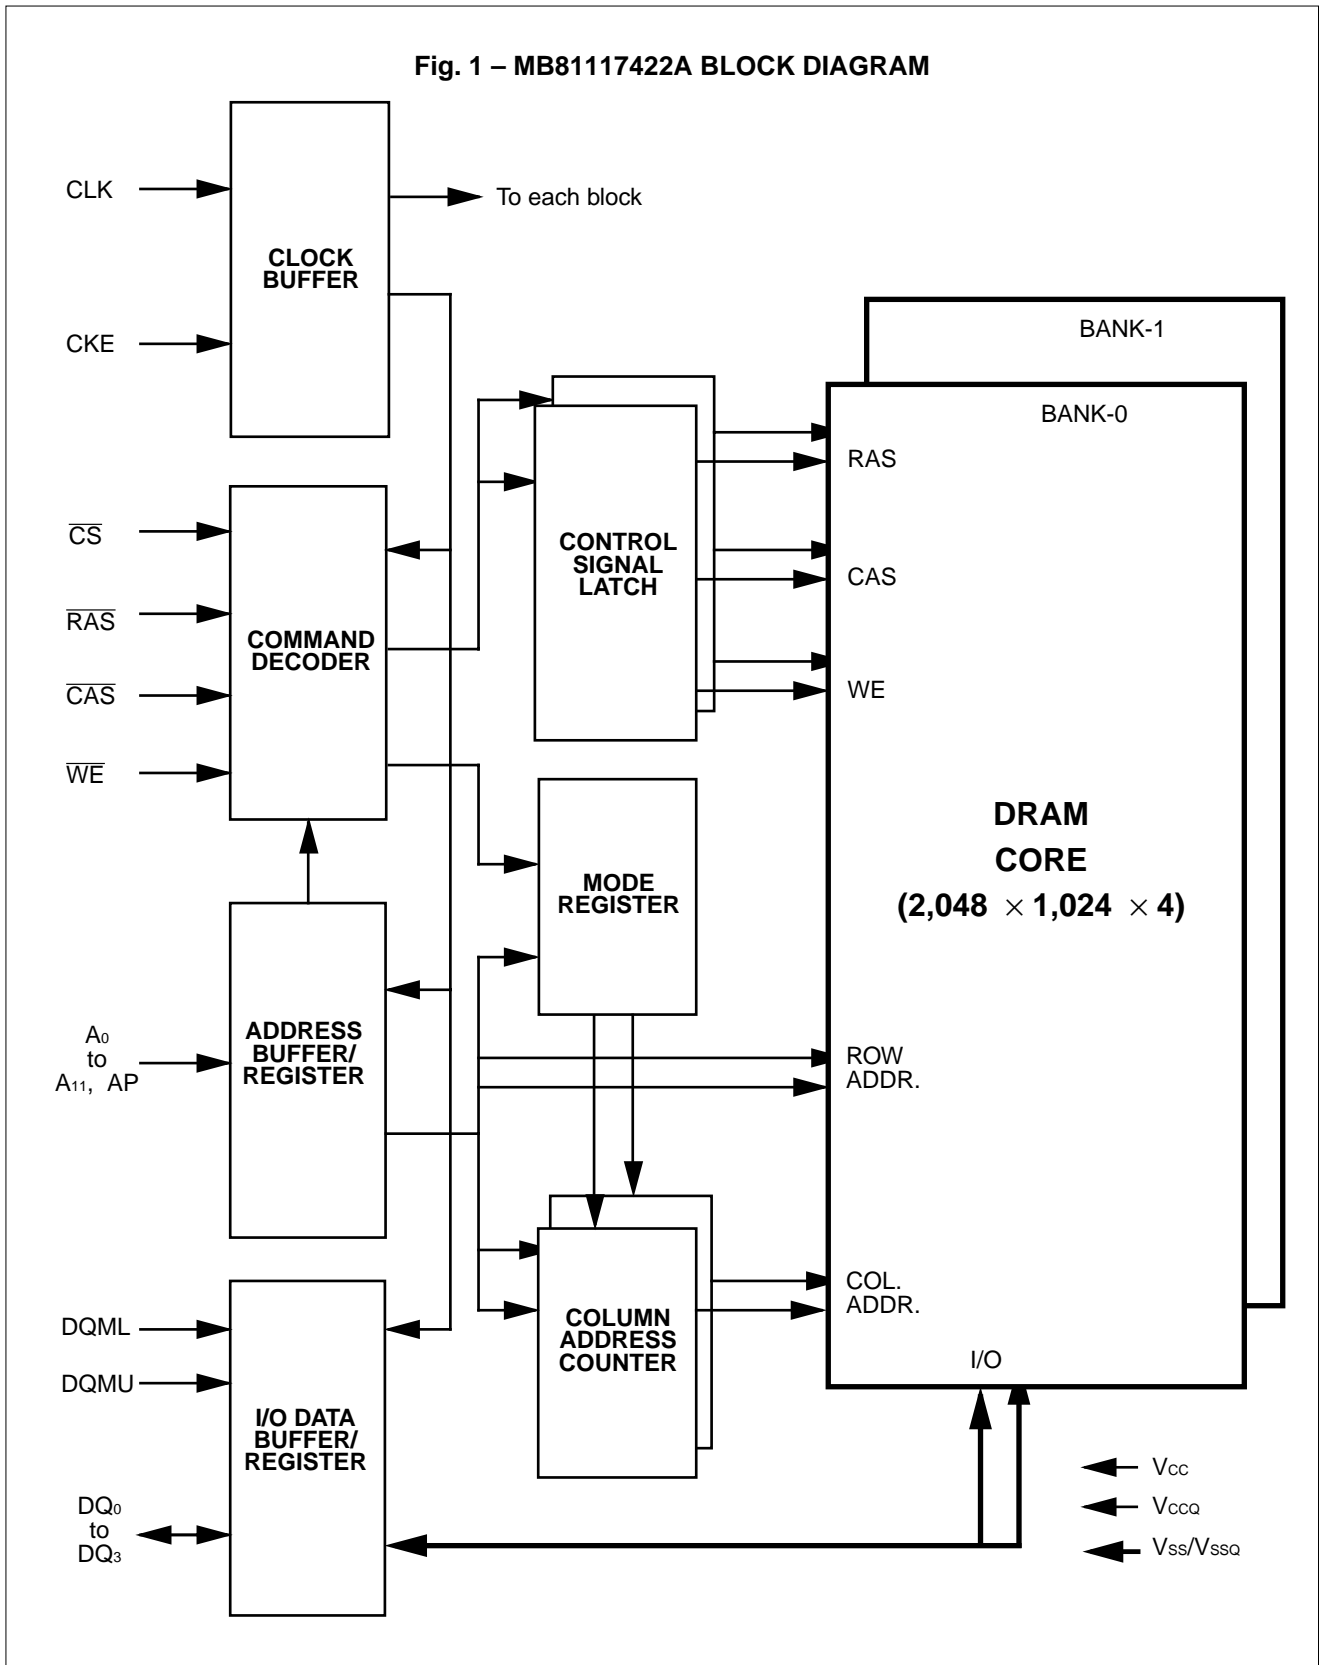 Fig. 1 – MB81117422A BLOCK DIAGRAM
CLK
To each block
CLOCK
BUFFER
CKE
BANK-1
BANK-0
RAS
CS
CONTROL
SIGNAL
LATCH
CAS
RAS
COMMAND
DECODER
CAS
WE
WE
DRAM
CORE
(2,048 × 1,024 × 4)
MODE
REGISTER
A0
to
A11, AP
ADDRESS
BUFFER/
REGISTER
ROW
ADDR.
COL.
ADDR.
DQML
COLUMN
ADDRESS
COUNTER
I/O
DQMU
I/O DATA
BUFFER/
REGISTER
VCC
DQ0
to
DQ3
VCCQ
VSS/VSSQ